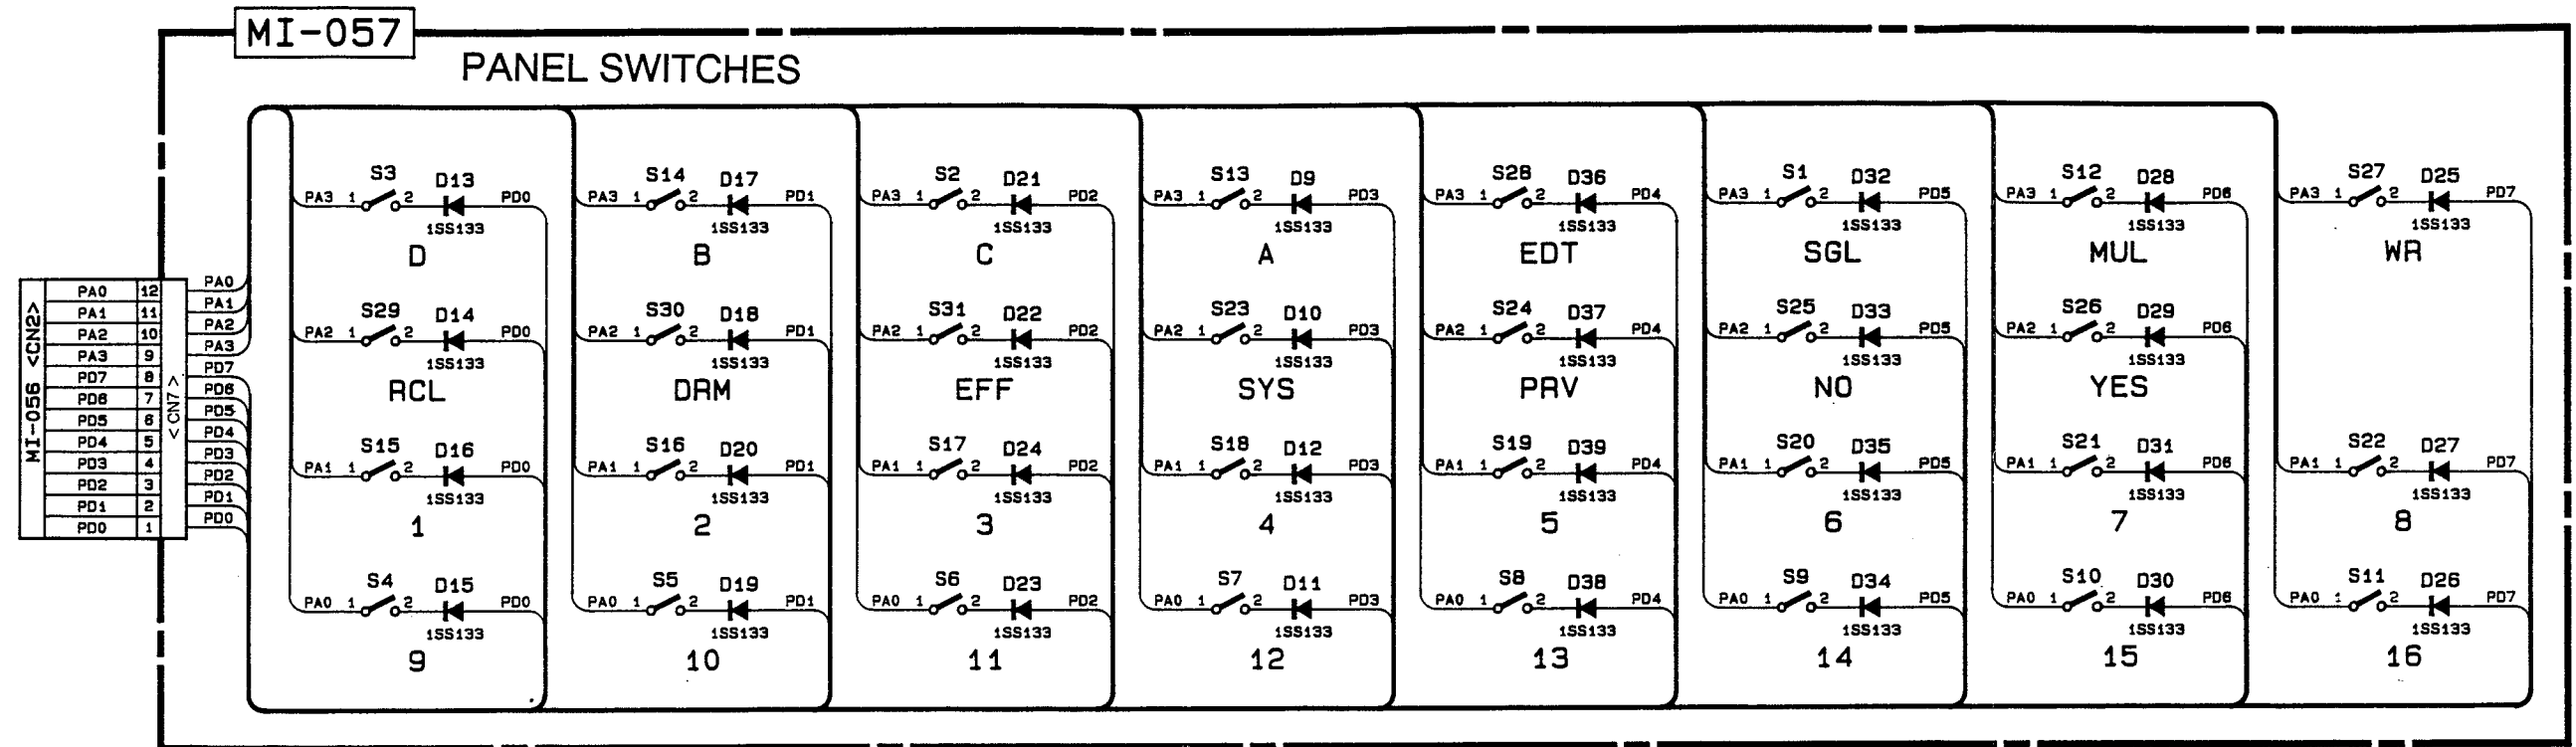 MI-057
PANEL SWITCHES
S3 D13 S14 D17 S2 D21 S13 D9 S28 D36 S1 D32 S12 D28 S27 D25
PA3 1 2 PD0 PA3 1 2 PD1 PA3 1 2 PD2 PA3 1 2 PD3 PA3 1 2 PD4 PA3 1 2 PD5 PA3 1 2 PD6 PA3 1 2 PD7
1SS133 1SS133 1SS133 1SS133 1SS133 1SS133 1SS133 1SS133
D B C A EDT SGL MUL WR
MI-056 <CN2>
PA0 12 PA0
PA1 11 PA1
PA2 10 PA2
PA3 9 PA3
PD7 8 PD7
PD6 7 PD6
PD5 6 PD5
PD4 5 PD4
PD3 4 PD3
PD2 3 PD2
PD1 2 PD1
PD0 1 PD0
<CN7>
S29 D14 S30 D18 S31 D22 S23 D10 S24 D37 S25 D33 S26 D29
PA2 1 2 PD0 PA2 1 2 PD1 PA2 1 2 PD2 PA2 1 2 PD3 PA2 1 2 PD4 PA2 1 2 PD5 PA2 1 2 PD6
1SS133 1SS133 1SS133 1SS133 1SS133 1SS133 1SS133
RCL DRM EFF SYS PRV NO YES
S15 D16 S16 D20 S17 D24 S18 D12 S19 D39 S20 D35 S21 D31 S22 D27
PA1 1 2 PD0 PA1 1 2 PD1 PA1 1 2 PD2 PA1 1 2 PD3 PA1 1 2 PD4 PA1 1 2 PD5 PA1 1 2 PD6 PA1 1 2 PD7
1SS133 1SS133 1SS133 1SS133 1SS133 1SS133 1SS133 1SS133
1 2 3 4 5 6 7 8
S4 D15 S5 D19 S6 D23 S7 D11 S8 D38 S9 D34 S10 D30 S11 D26
PA0 1 2 PD0 PA0 1 2 PD1 PA0 1 2 PD2 PA0 1 2 PD3 PA0 1 2 PD4 PA0 1 2 PD5 PA0 1 2 PD6 PA0 1 2 PD7
1SS133 1SS133 1SS133 1SS133 1SS133 1SS133 1SS133 1SS133
9 10 11 12 13 14 15 16